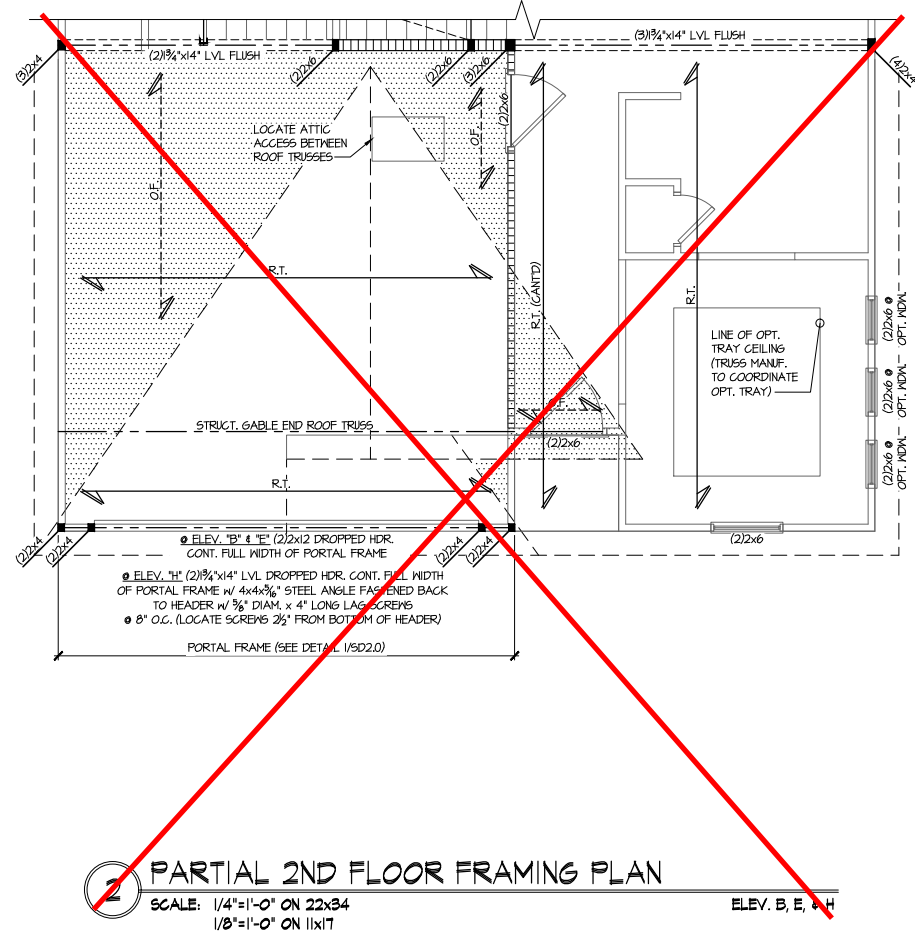 (3)1¾"x14" LVL FLUSH
(2)1¾"x14" LVL FLUSH
(3)2x4
(2)2x6
(2)2x6
(3)2x6
(2)2x6
(4)2x4
LOCATE ATTIC
ACCESS BETWEEN
ROOF TRUSSES
O.F.
O.F.
R.T.
R.T. (CANT'D)
R.T.
LINE OF OPT.
TRAY CEILING
(TRUSS MANUF.
TO COORDINATE
OPT. TRAY)
(2)2x6 @
OPT. WDW.
(2)2x6 @
OPT. WDW.
(2)2x6 @
OPT. WDW.
O.F.
STRUCT. GABLE END ROOF TRUSS
(2)2x6
R.T.
(2)2x6
(2)2x4
(2)2x4
(2)2x4
(2)2x4
@ ELEV. "B" & "E" (2)2x12 DROPPED HDR.
CONT. FULL WIDTH OF PORTAL FRAME
@ ELEV. "H" (2)1¾"x14" LVL DROPPED HDR. CONT. FULL WIDTH
OF PORTAL FRAME W/ 4x4x5/16" STEEL ANGLE FASTENED BACK
TO HEADER W/ 5/8" DIAM. x 4" LONG LAG SCREWS
@ 8" O.C. (LOCATE SCREWS 2½" FROM BOTTOM OF HEADER)
PORTAL FRAME (SEE DETAIL 1/SD2.0)
2
PARTIAL 2ND FLOOR FRAMING PLAN
SCALE: 1/4"=1'-0" ON 22x34
ELEV. B, E, & H
1/8"=1'-0" ON 11x17